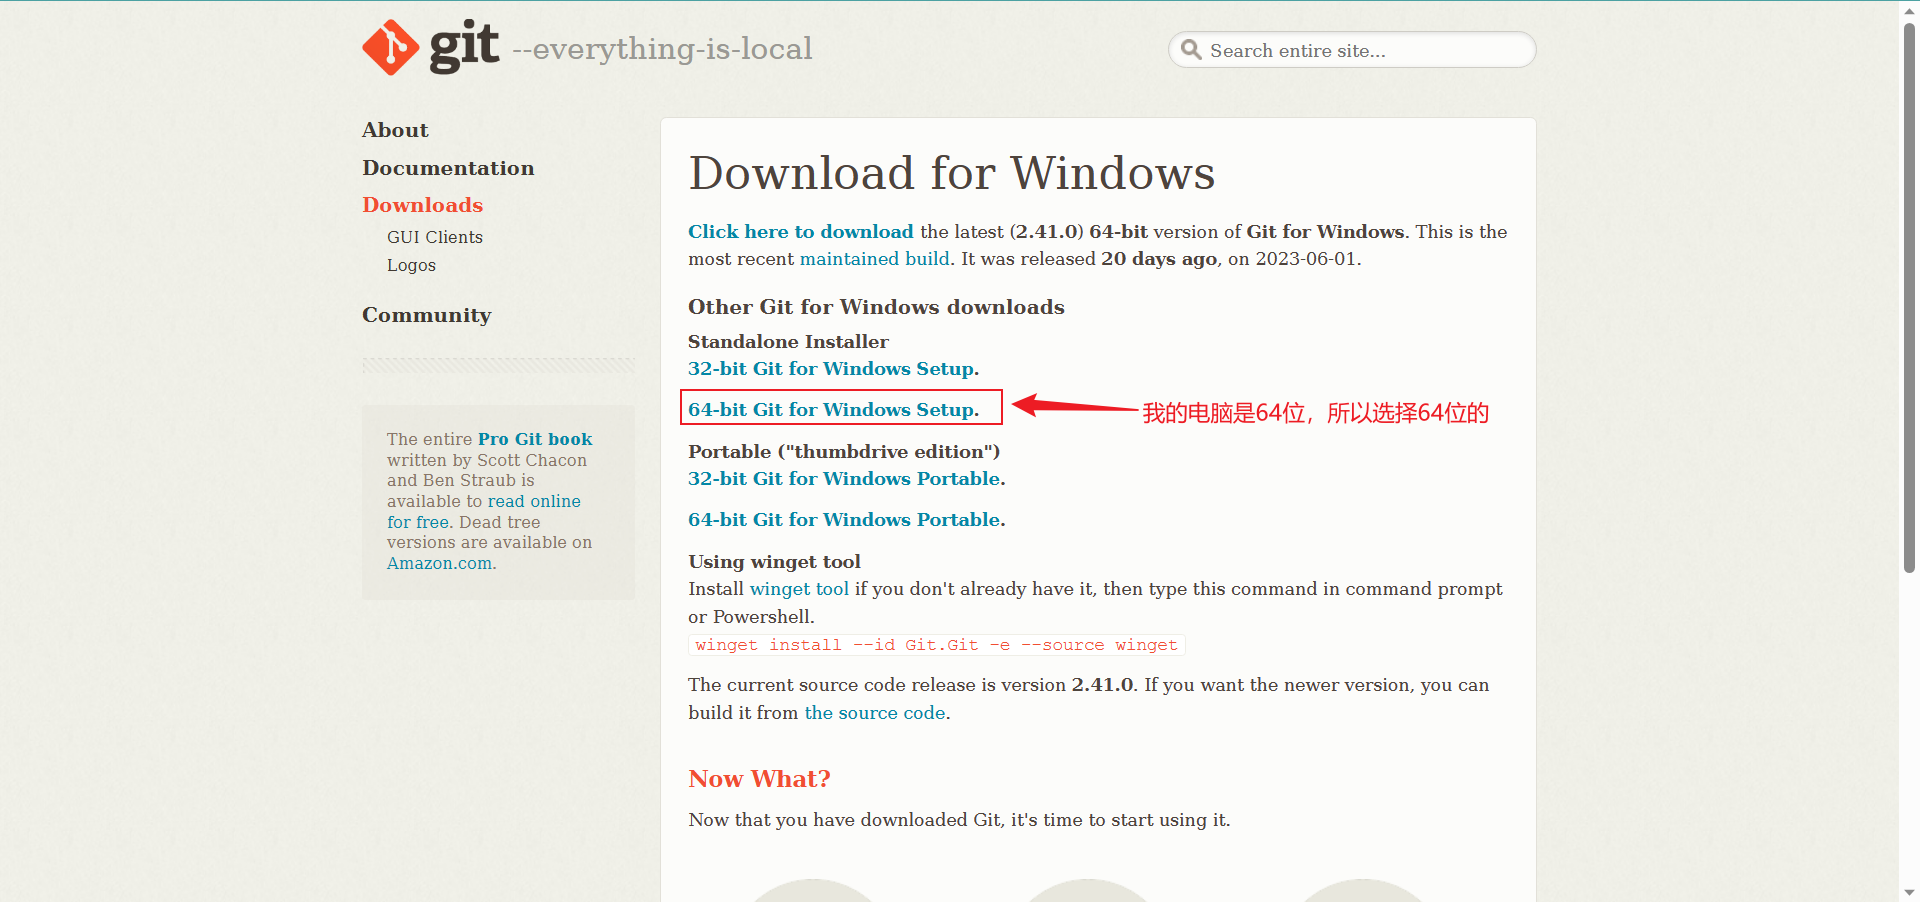 git --everything-is-local
Search entire site...
About
Documentation
Downloads
GUI Clients
Logos
Community
The entire Pro Git book
written by Scott Chacon
and Ben Straub is
available to read online
for free. Dead tree
versions are available on
Amazon.com.
Download for Windows
Click here to download the latest (2.41.0) 64-bit version of Git for Windows. This is the
most recent maintained build. It was released 20 days ago, on 2023-06-01.
Other Git for Windows downloads
Standalone Installer
32-bit Git for Windows Setup.
64-bit Git for Windows Setup.
我的电脑是64位，所以选择64位的
Portable ("thumbdrive edition")
32-bit Git for Windows Portable.
64-bit Git for Windows Portable.
Using winget tool
Install winget tool if you don't already have it, then type this command in command prompt
or Powershell.
winget install --id Git.Git -e --source winget
The current source code release is version 2.41.0. If you want the newer version, you can
build it from the source code.
Now What?
Now that you have downloaded Git, it's time to start using it.